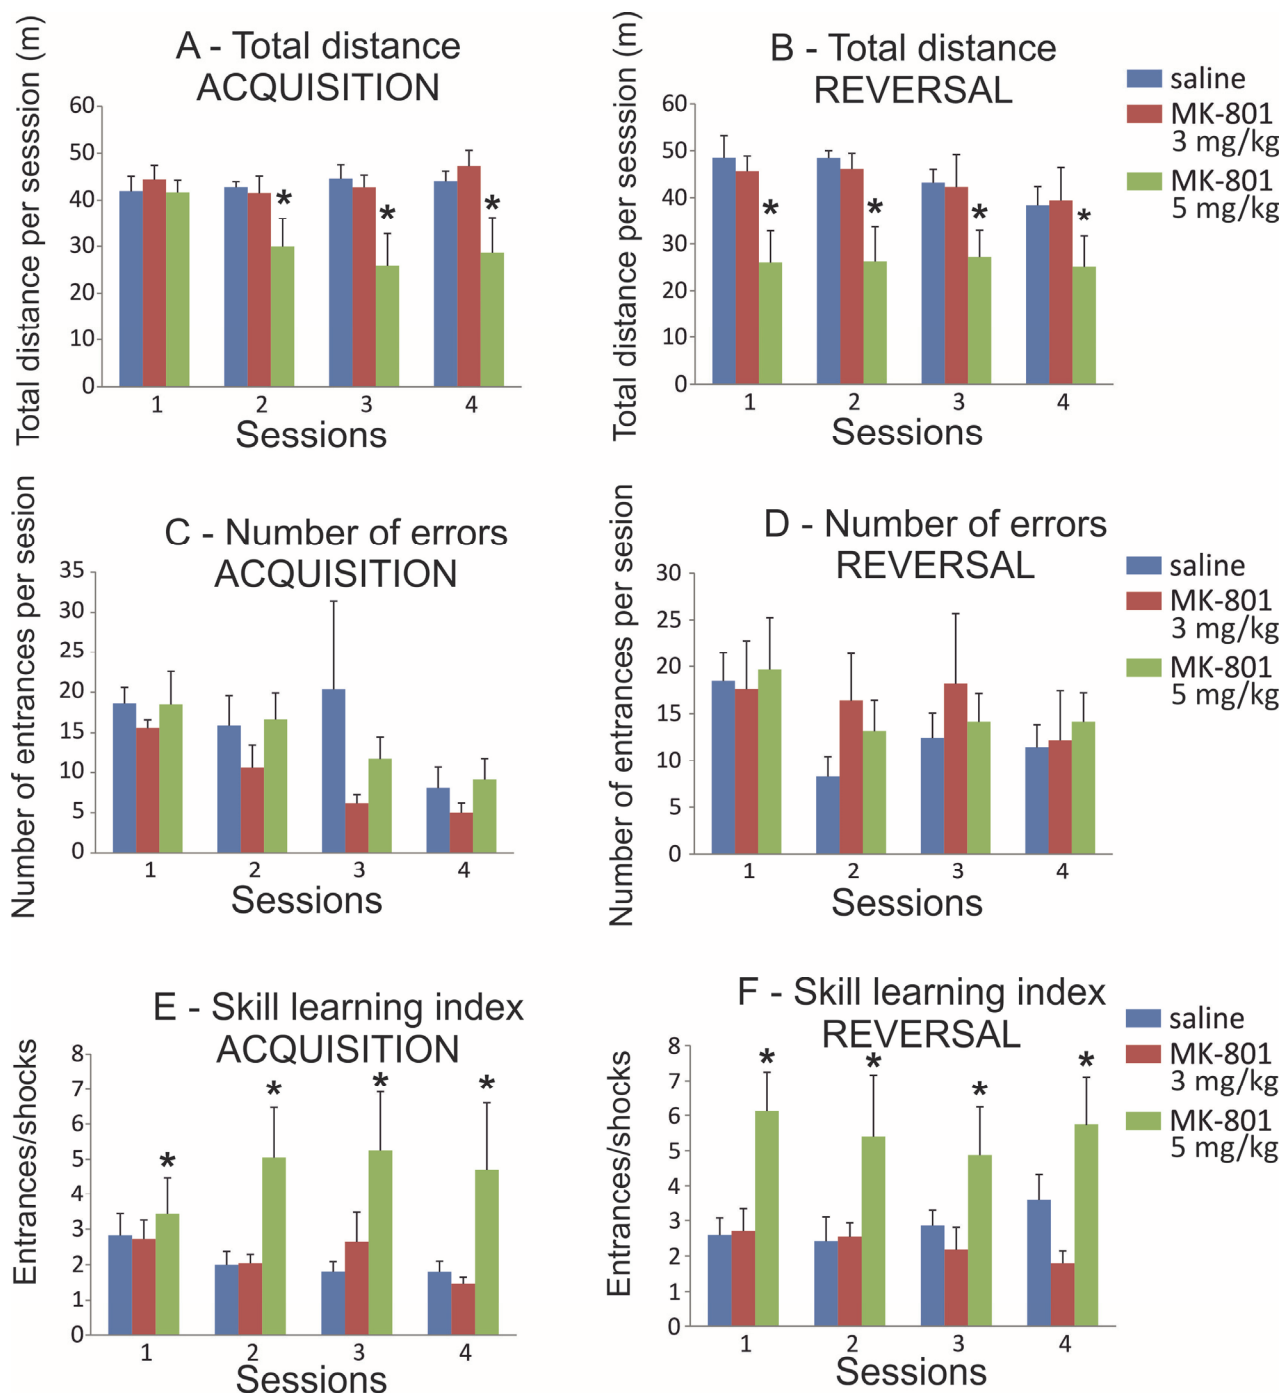 A - Total distance
ACQUISITION
Total distance per sesssion (m)
60
50
40
30
20
10
0
*
*
*
1
2
3
4
Sessions
B - Total distance
REVERSAL
Total distance per sesssion (m)
60
50
40
30
20
10
0
*
*
*
*
1
2
3
4
Sessions
saline
MK-801
3 mg/kg
MK-801
5 mg/kg
C - Number of errors
ACQUISITION
Number of entrances per sesion
35
30
25
20
15
10
5
0
1
2
3
4
Sessions
D - Number of errors
REVERSAL
Number of entrances per sesion
30
25
20
15
10
5
0
1
2
3
4
Sessions
saline
MK-801
3 mg/kg
MK-801
5 mg/kg
E - Skill learning index
ACQUISITION
Entrances/shocks
8
7
6
5
4
3
2
1
0
*
*
*
*
1
2
3
4
Sessions
F - Skill learning index
REVERSAL
Entrances/shocks
8
7
6
5
4
3
2
1
0
*
*
*
*
1
2
3
4
Sessions
saline
MK-801
3 mg/kg
MK-801
5 mg/kg